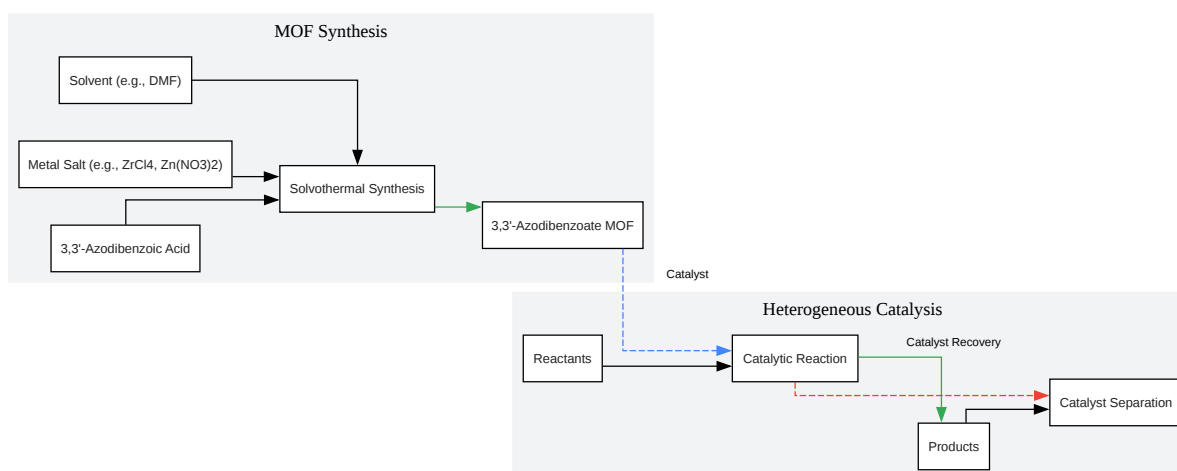 MOF Synthesis
Solvent (e.g., DMF)
Metal Salt (e.g., ZrCl4, Zn(NO3)2)
Solvothermal Synthesis
3,3'-Azodibenzoic Acid
3,3'-Azodibenzoate MOF
Catalyst
Heterogeneous Catalysis
Reactants
Catalytic Reaction
Catalyst Recovery
Catalyst Separation
Products